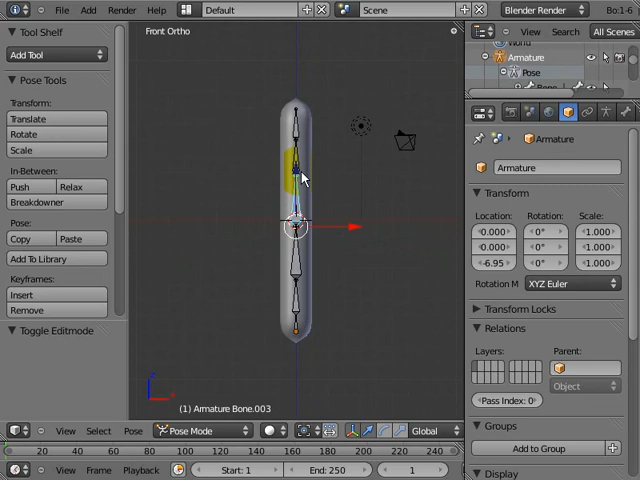 File Add Render Help Default Scene Blender Render Bo:1-6
Tool Shelf
Add Tool
Pose Tools
Transform:
Translate
Rotate
Scale
In-Between:
Push Relax
Breakdowner
Pose:
Copy Paste
Add To Library
Keyframes:
Insert
Remove
Toggle Editmode
Front Ortho
(1) Armature Bone.003
View Select Pose Pose Mode Global
View Search All Scenes
World
Armature
Pose
Bone
Armature
Armature
Transform
Location: Rotation: Scale:
0.000 0° 1.000
0.000 0° 1.000
-6.95 0° 1.000
Rotation M XYZ Euler
Transform Locks
Relations
Layers: Parent:
Object
Pass Index: 0
Groups
Add to Group
Display
20 40 60 80 100 120 140 160 180 200 220 240
View Frame Playback Start: 1 End: 250 1